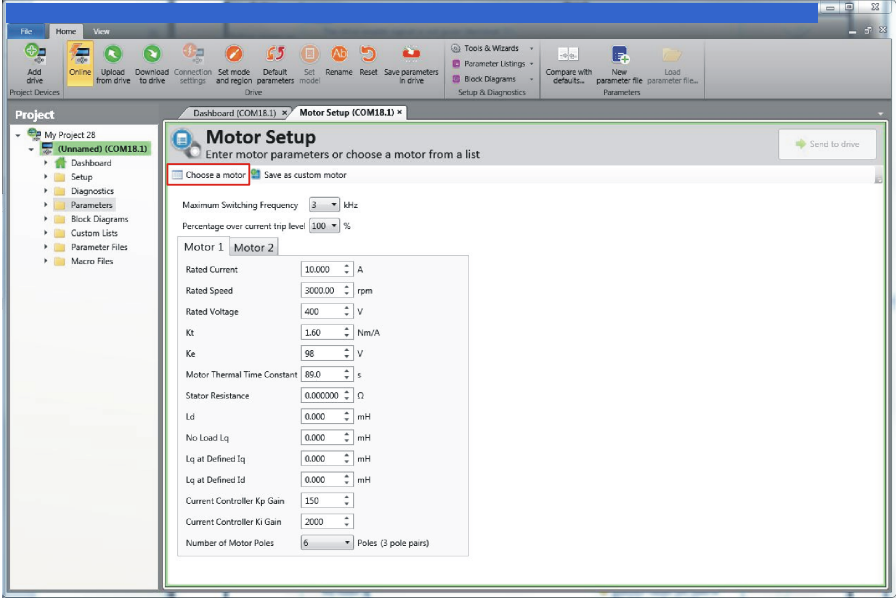 File Home View
Add drive
Online
Upload from drive
Download to drive
Connection settings
Set mode and region
Default parameters
Set model
Rename
Reset
Save parameters in drive
Tools & Wizards
Parameter Listings
Block Diagrams
Compare with defaults...
New parameter file
Load parameter file...
Project Devices
Drive
Setup & Diagnostics
Parameters
Project
My Project 28
(Unnamed) (COM18.1)
Dashboard
Setup
Diagnostics
Parameters
Block Diagrams
Custom Lists
Parameter Files
Macro Files
Dashboard (COM18.1) ×
Motor Setup (COM18.1) ×
Motor Setup
Enter motor parameters or choose a motor from a list
Send to drive
Choose a motor
Save as custom motor
Maximum Switching Frequency 3 kHz
Percentage over current trip level 100 %
Motor 1 Motor 2
Rated Current 10.000 A
Rated Speed 3000.00 rpm
Rated Voltage 400 V
Kt 1.60 Nm/A
Ke 98 V
Motor Thermal Time Constant 89.0 s
Stator Resistance 0.000000 Ω
Ld 0.000 mH
No Load Lq 0.000 mH
Lq at Defined Iq 0.000 mH
Lq at Defined Id 0.000 mH
Current Controller Kp Gain 150
Current Controller Ki Gain 2000
Number of Motor Poles 6 Poles (3 pole pairs)